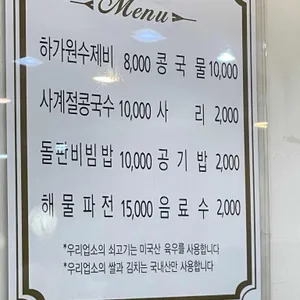 Menu
하가원수제비 8,000 콩국물 10,000
사계절콩국수 10,000 사리 2,000
돌판비빔밥 10,000 공기밥 2,000
해물파전 15,000 음료수 2,000
*우리업소의 쇠고기는 미국산 육우를 사용합니다
*우리업소의 쌀과 김치는 국내산만 사용합니다